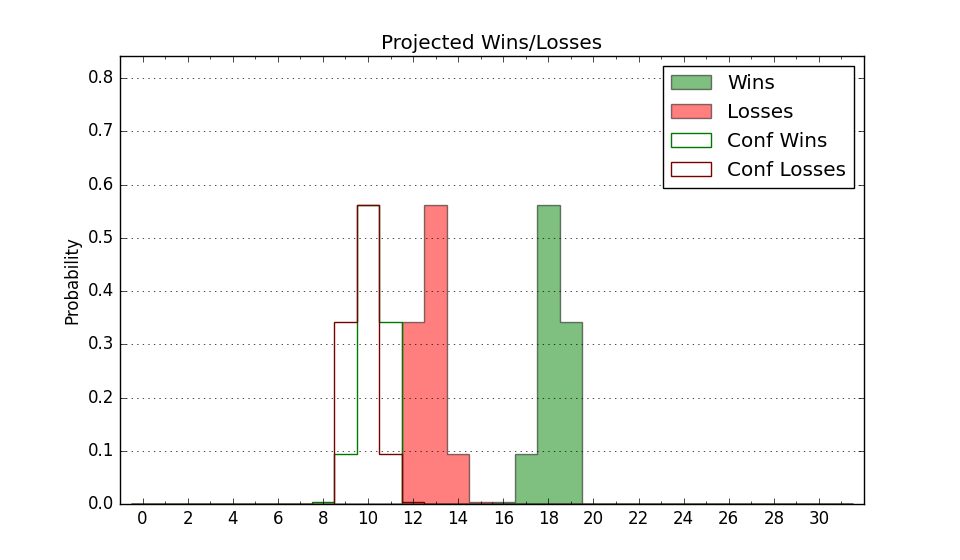 Projected Wins/Losses
Wins
Losses
Conf Wins
Conf Losses
Probability
0.8
0.7
0.6
0.5
0.4
0.3
0.2
0.1
0.0
0 2 4 6 8 10 12 14 16 18 20 22 24 26 28 30